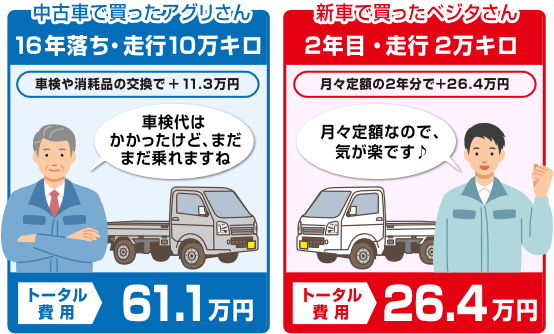 中古車で買ったアグリさん
16年落ち・走行10万キロ
車検や消耗品の交換で+11.3万円
車検代は
かかったけど、まだ
まだ乗れますね
トータル
費用
61.1万円
新車で買ったベジタさん
2年目・走行2万キロ
月々定額の2年分で+26.4万円
月々定額なので、
気が楽です♪
トータル
費用
26.4万円